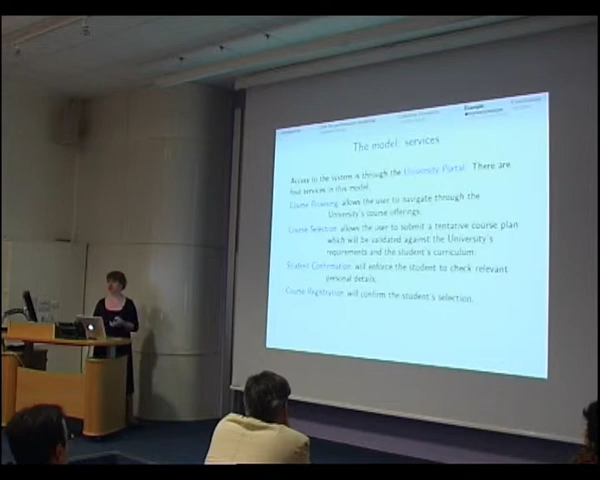 Example
The model: services
Access to the system is through the University Portal. There are
four services in this model.
Course Browsing allows the user to navigate through the
University's course offerings.
Course Selection allows the user to submit a tentative course plan
which will be validated against the University's
requirements and the student's curriculum.
Student Confirmation will enforce the student to check relevant
personal details.
Course Registration will confirm the student's selection.